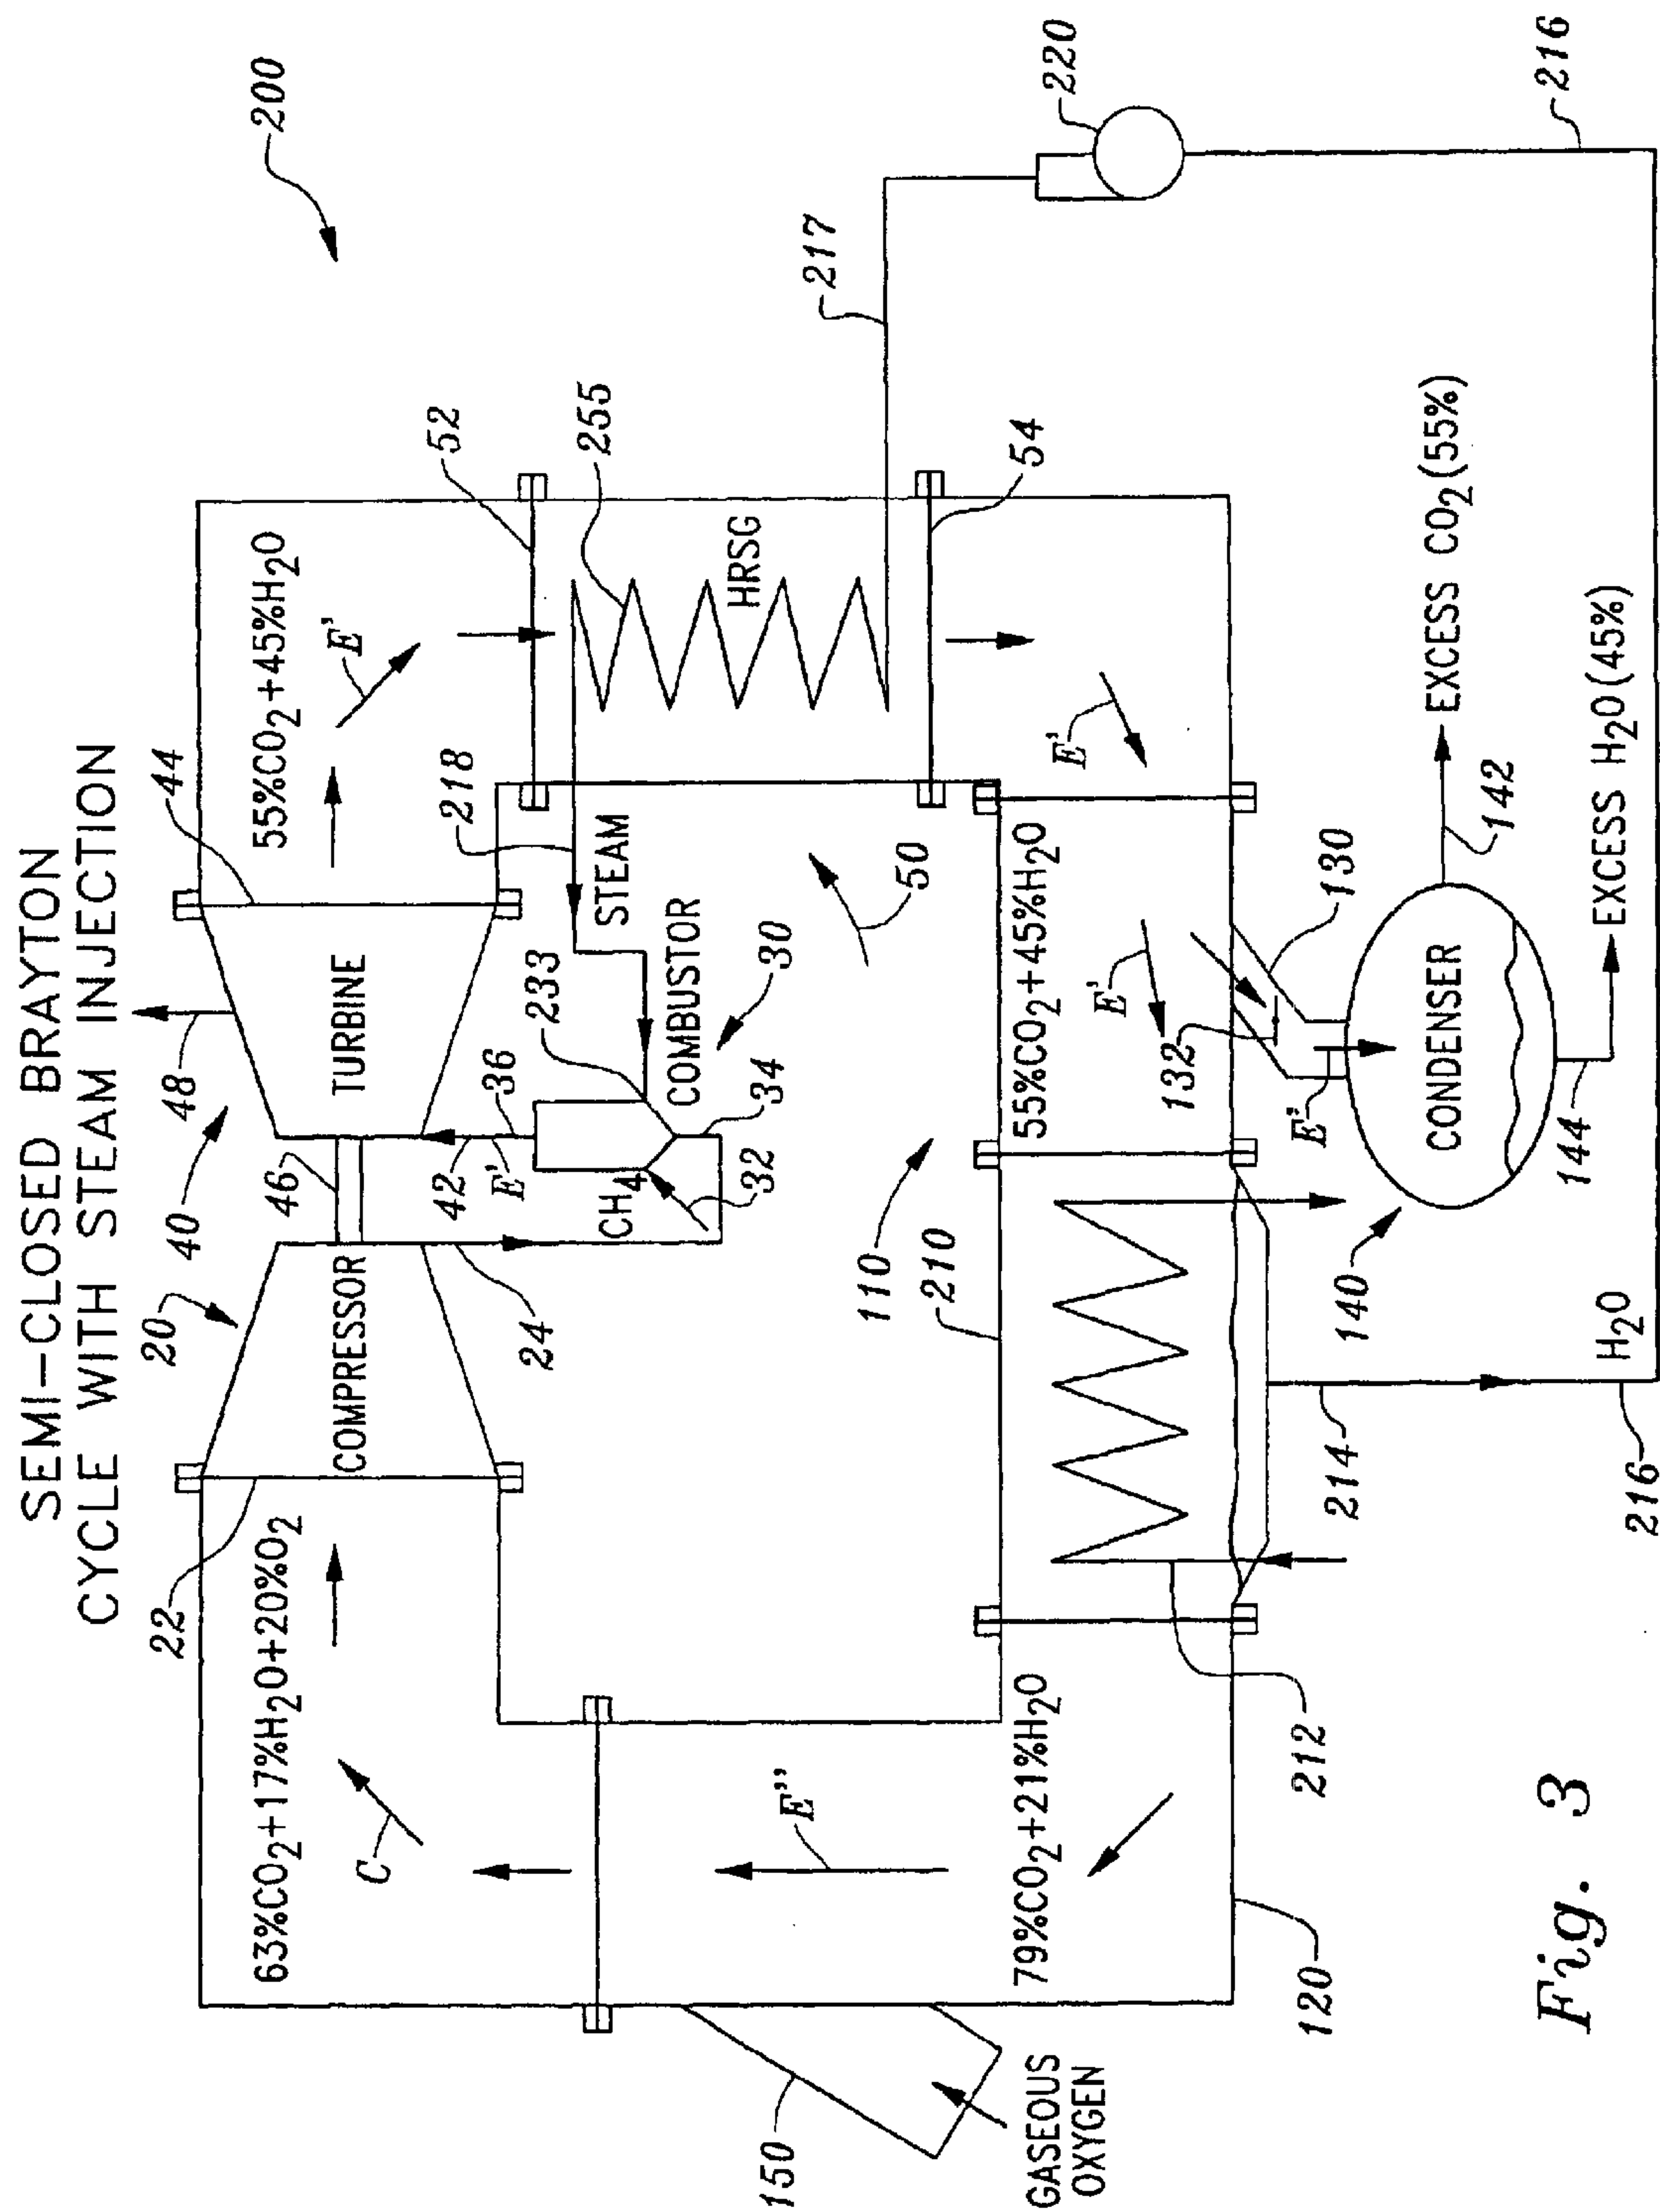 SEMI-CLOSED BRAYTON
CYCLE WITH STEAM INJECTION
200
20
40
48
44
22
46
COMPRESSOR
TURBINE
63%CO2+17%H2O+20%O2
55%CO2+45%H2O
C
E'
52
24
42
E'
36
233
218
STEAM
255
CH4
32
34
COMBUSTOR
30
HRSG
217
220
150
E''
110
210
50
54
GASEOUS
OXYGEN
79%CO2+21%H2O
55%CO2+45%H2O
E'
E'
120
212
132
E'
130
140
CONDENSER
142
EXCESS CO2(55%)
214
144
EXCESS H2O(45%)
H2O
216
216
Fig. 3